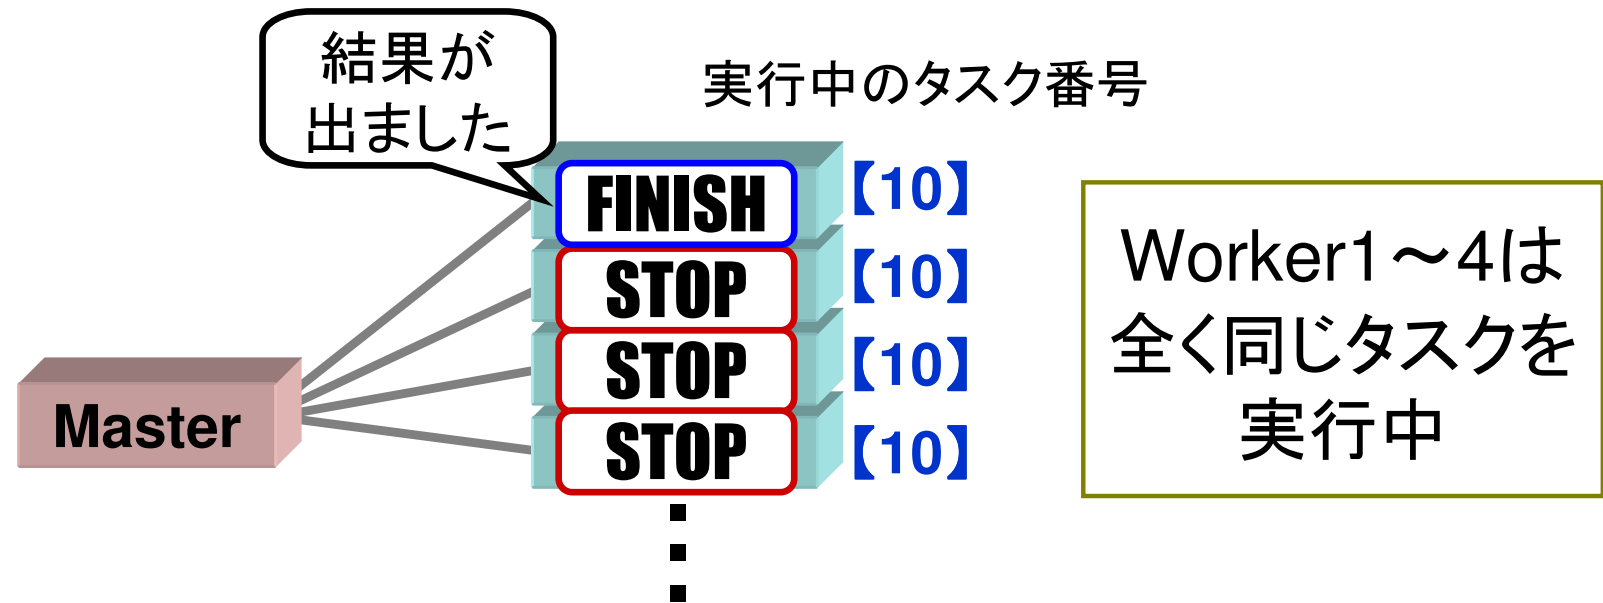 結果が
出ました
実行中のタスク番号
FINISH 【10】
STOP 【10】
STOP 【10】
STOP 【10】
Master
Worker1～4は
全く同じタスクを
実行中